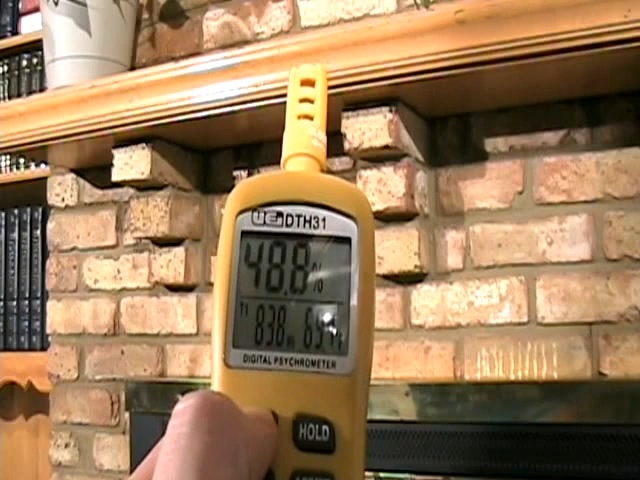 UEi DTH31
48.8 %
T1
83.8
DIGITAL PSYCHROMETER
HOLD